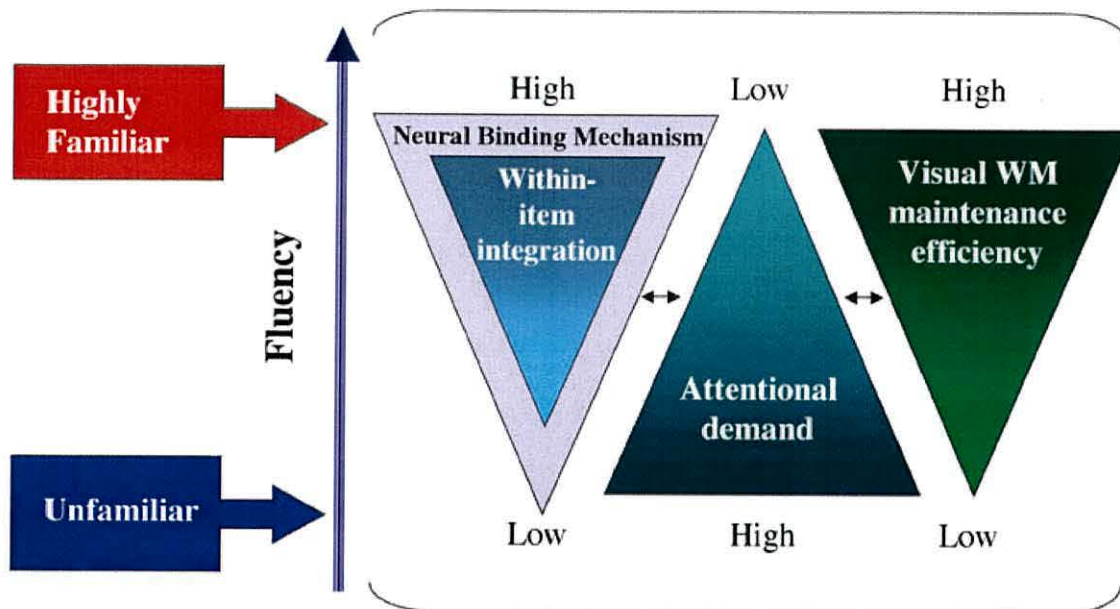 Highly
Familiar
Unfamiliar
Fluency
High
Neural Binding Mechanism
Within-
item
integration
Low
Low
Attentional
demand
High
High
Visual WM
maintenance
efficiency
Low